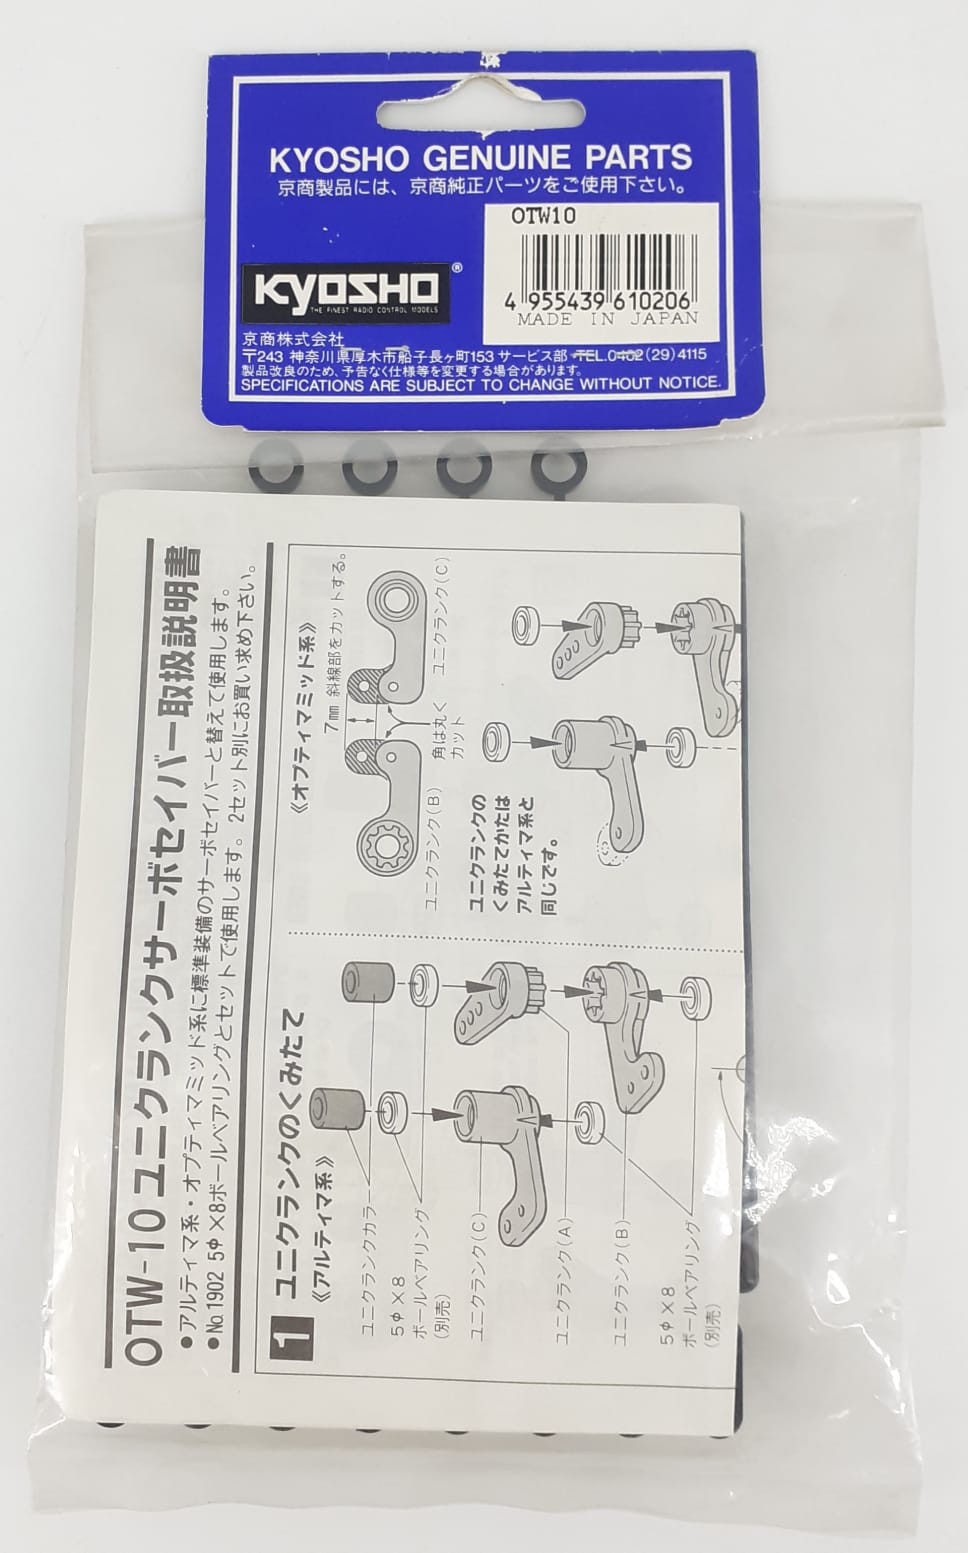 KYOSHO GENUINE PARTS
京商製品には、京商純正パーツをご使用下さい。
OTW10
4 955439 610206
MADE IN JAPAN
KYOSHO®
THE FINEST RADIO CONTROL MODELS
京商株式会社
〒243 神奈川県厚木市船子長ヶ町153 サービス部 TEL.0402(29)4115
製品改良のため、予告なく仕様等を変更する場合があります。
SPECIFICATIONS ARE SUBJECT TO CHANGE WITHOUT NOTICE.
OTW-10 ユニクランクサーボセイバー取扱説明書
●アルティマ系・オプティマミッド系に標準装備のサーボセイバーと替えて使用します。
●No.1902 5φ×8ボールベアリングとセットで使用します。2セット別にお買い求め下さい。
1 ユニクランクのくみたて
《アルティマ系》
ユニクランクカラー
5φ×8
ボールベアリング
(別売)
ユニクランク(C)
ユニクランク(A)
ユニクランク(B)
5φ×8
ボールベアリング
(別売)
《オプティマミッド系》
7mm 斜線部をカットする。
ユニクランク(B)
角は丸く
カット
ユニクランク(C)
ユニクランクの
くみたてかたは
アルティマ系と
同じです。